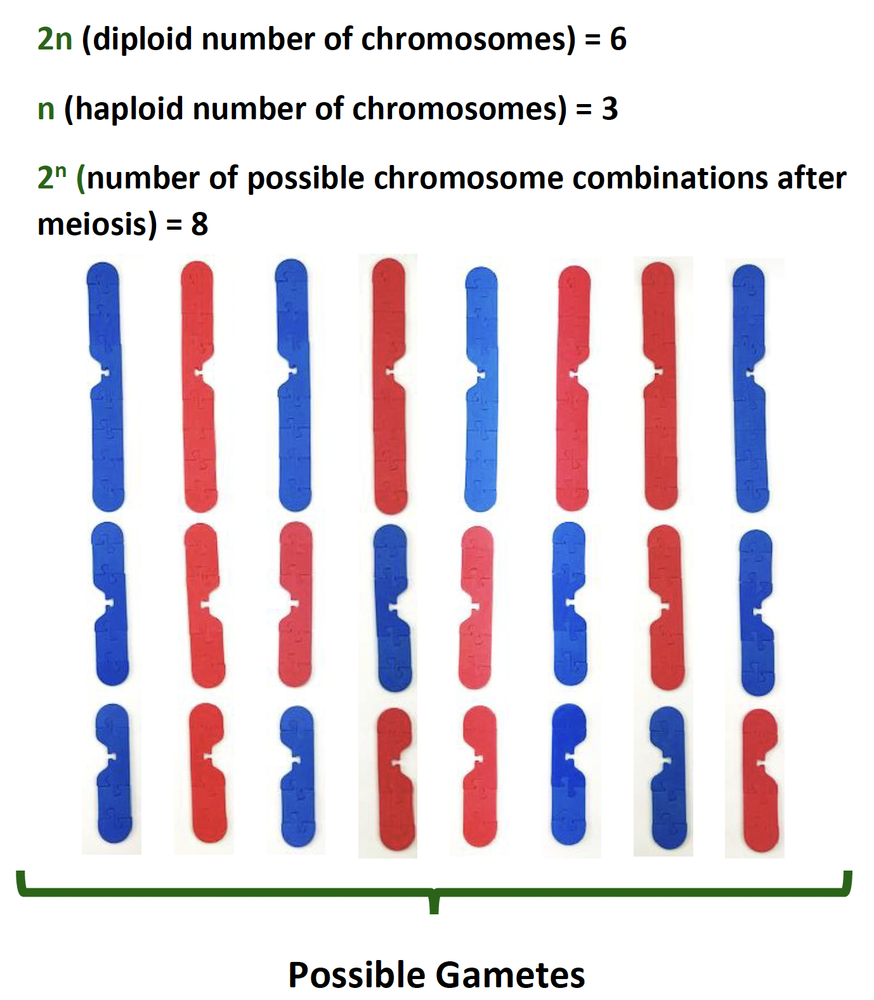 2n (diploid number of chromosomes) = 6
n (haploid number of chromosomes) = 3
2ⁿ (number of possible chromosome combinations after
meiosis) = 8
Possible Gametes